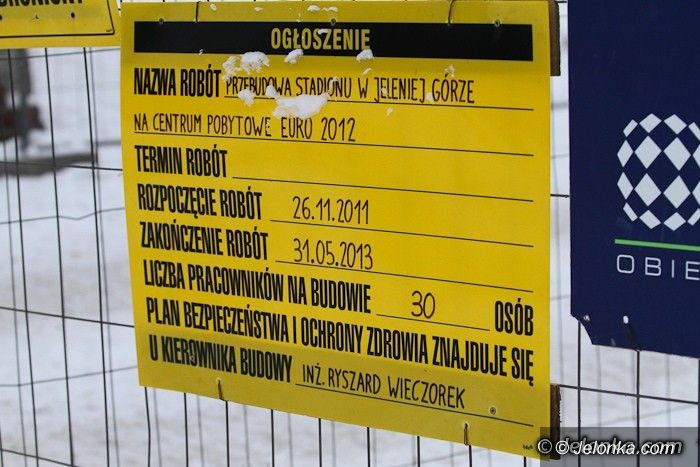 OGŁOSZENIE
NAZWA ROBÓT PRZEBUDOWA STADIONU W JELENIEJ GÓRZE
NA CENTRUM POBYTOWE EURO 2012
TERMIN ROBÓT
ROZPOCZĘCIE ROBÓT 26.11.2011
ZAKOŃCZENIE ROBÓT 31.05.2013
LICZBA PRACOWNIKÓW NA BUDOWIE 30 OSÓB
PLAN BEZPIECZEŃSTWA I OCHRONY ZDROWIA ZNAJDUJE SIĘ
U KIEROWNIKA BUDOWY INŻ. RYSZARD WIECZOREK
OBIE
© Jelonka.com